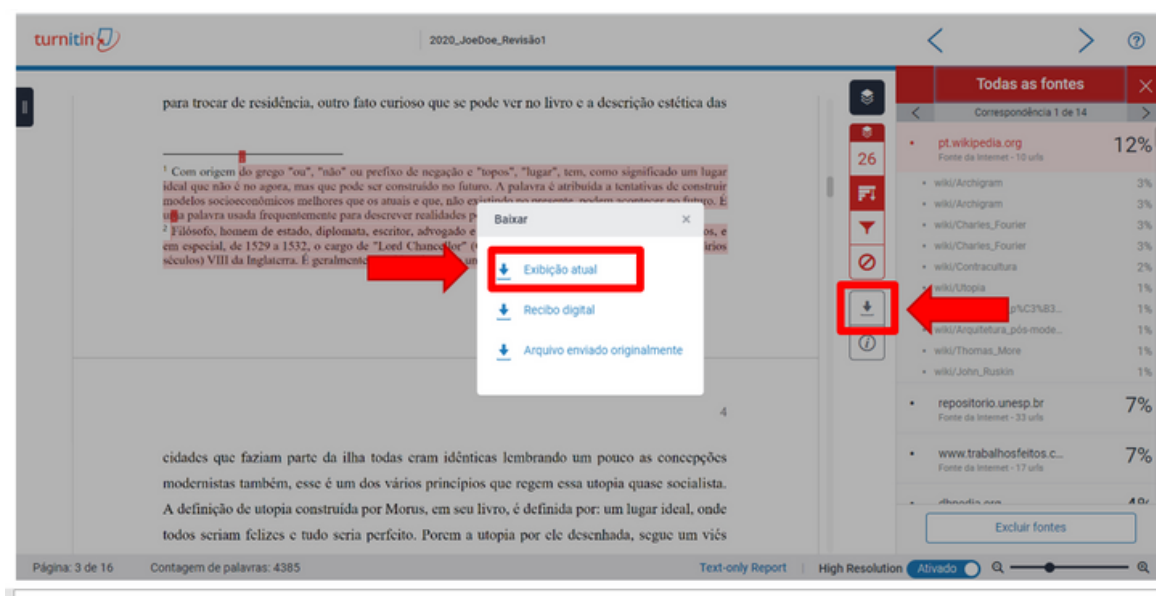 turnitin
2020_JoeDoe_Revisão1
para trocar de residência, outro fato curioso que se pode ver no livro e a descrição estética das
1 Com origem do grego "ou", "não" ou prefixo de negação e "topos", "lugar", tem, como significado um lugar
ideal que não é no agora, mas que pode ser construído no futuro. A palavra é atribuída a tentativas de construir
modelos socioeconômicos melhores que os atuais e que, não existindo no presente, podem acontecer no futuro. É
uma palavra usada frequentemente para descrever realidades
2 Filósofo, homem de estado, diplomata, escritor, advogado e os, e
em especial, de 1529 a 1532, o cargo de "Lord Chancellor" vários
séculos) VIII da Inglaterra. É geralmente
Baixar
Exibição atual
Recibo digital
Arquivo enviado originalmente
4
cidades que faziam parte da ilha todas eram idênticas lembrando um pouco as concepções
modernistas também, esse é um dos vários princípios que regem essa utopia quase socialista.
A definição de utopia construída por Morus, em seu livro, é definida por: um lugar ideal, onde
todos seriam felizes e tudo seria perfeito. Porem a utopia por ele desenhada, segue um viés
26
Todas as fontes
Correspondência 1 de 14
pt.wikipedia.org 12%
Fonte da Internet - 10 urls
wiki/Archigram 3%
wiki/Archigram 3%
wiki/Charles_Fourier 3%
wiki/Charles_Fourier 3%
wiki/Contracultura 2%
wiki/Utopia 1%
p%C3%B3... 1%
wiki/Arquitetura_pós-mode... 1%
wiki/Thomas_More 1%
wiki/John_Ruskin 1%
repositorio.unesp.br 7%
Fonte da Internet - 33 urls
www.trabalhosfeitos.c... 7%
Fonte da Internet - 17 urls
dbpedia.org 4%
Excluir fontes
Página: 3 de 16 Contagem de palavras: 4385 Text-only Report High Resolution Ativado